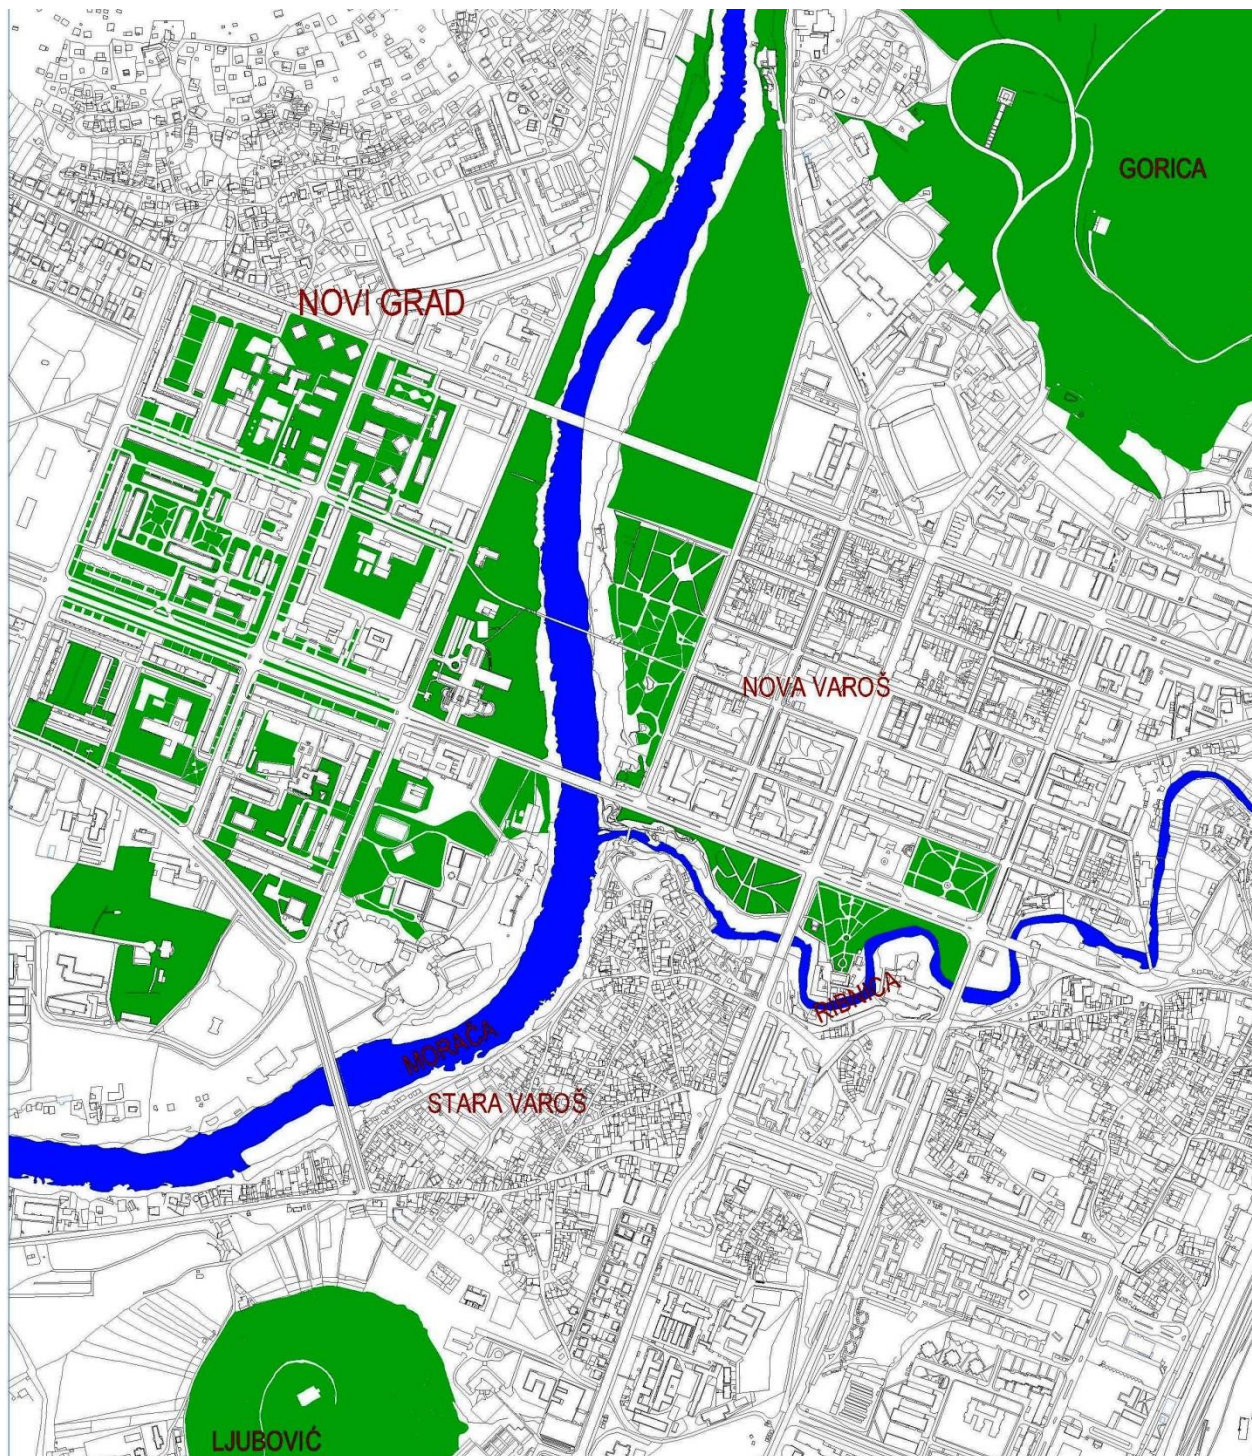 GORICA
NOVI GRAD
NOVA VAROŠ
RIBNICA
MORAČA
STARA VAROŠ
LJUBOVIĆ